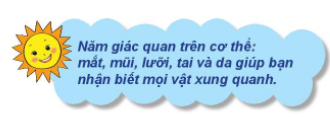 Năm giác quan trên cơ thể:
mắt, mũi, lưỡi, tai và da giúp bạn
nhận biết mọi vật xung quanh.